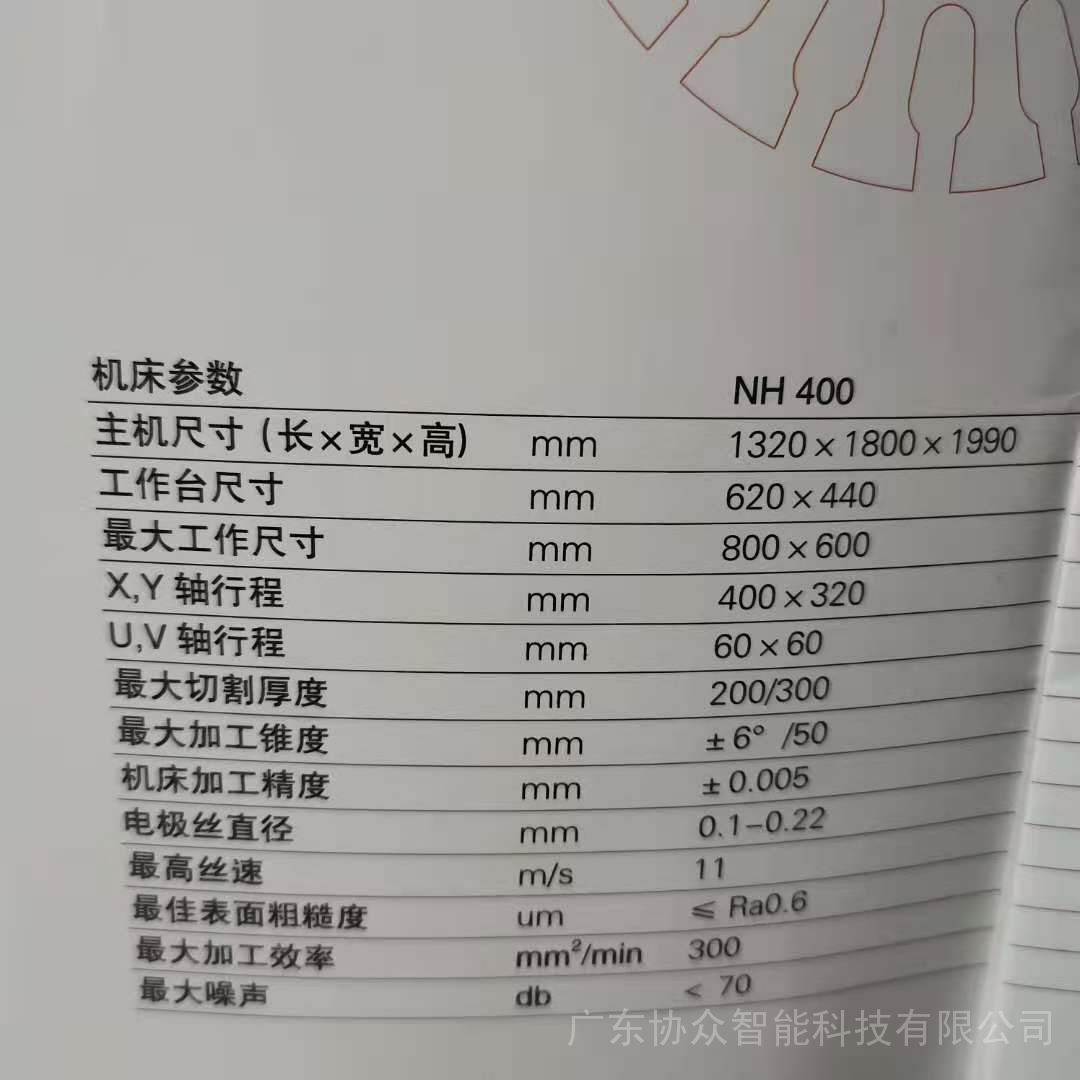 机床参数 NH 400
主机尺寸 (长×宽×高) mm 1320×1800×1990
工作台尺寸 mm 620×440
最大工作尺寸 mm 800×600
X,Y 轴行程 mm 400×320
U,V 轴行程 mm 60×60
最大切割厚度 mm 200/300
最大加工锥度 mm ±6° /50
机床加工精度 mm ±0.005
电极丝直径 mm 0.1-0.22
最高丝速 m/s 11
最佳表面粗糙度 um ≤ Ra0.6
最大加工效率 mm²/min 300
最大噪声 db < 70
广东协众智能科技有限公司